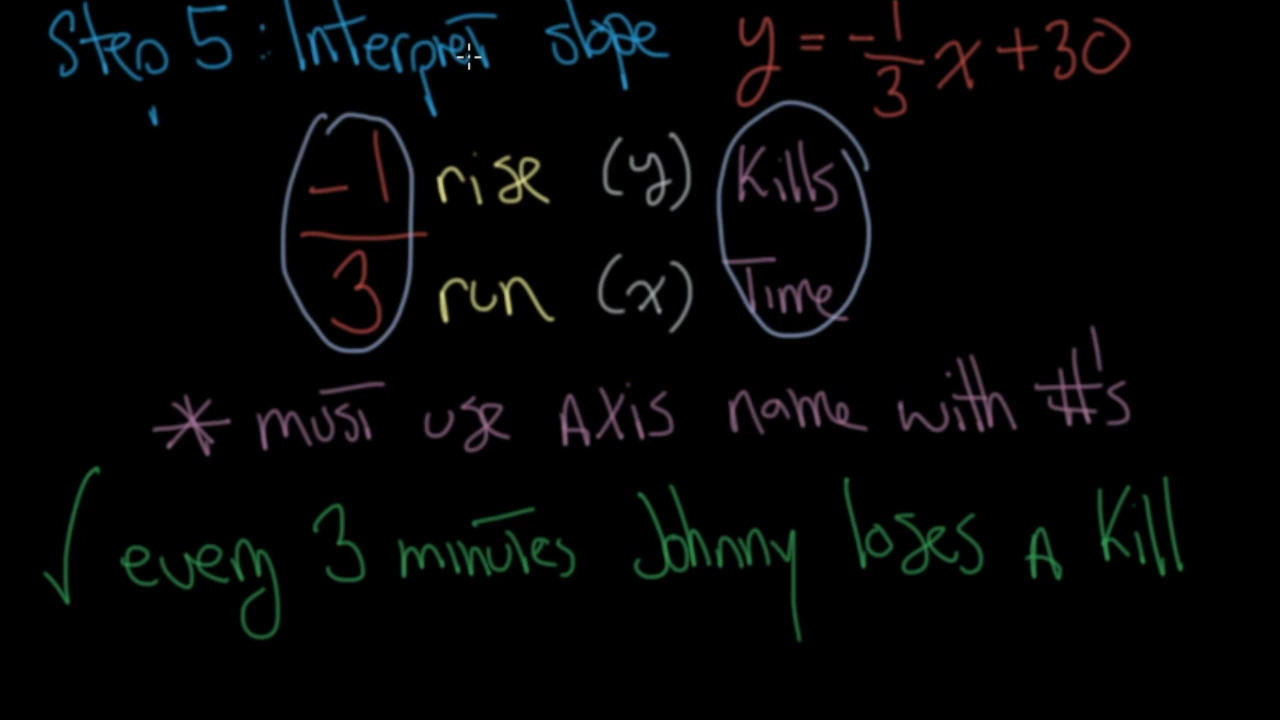 Step 5: Interpret slope y = -1/3 x + 30
-1 rise (y) Kills
3 run (x) Time
* must use Axis name with #'s
√ every 3 minutes Johnny loses A Kill